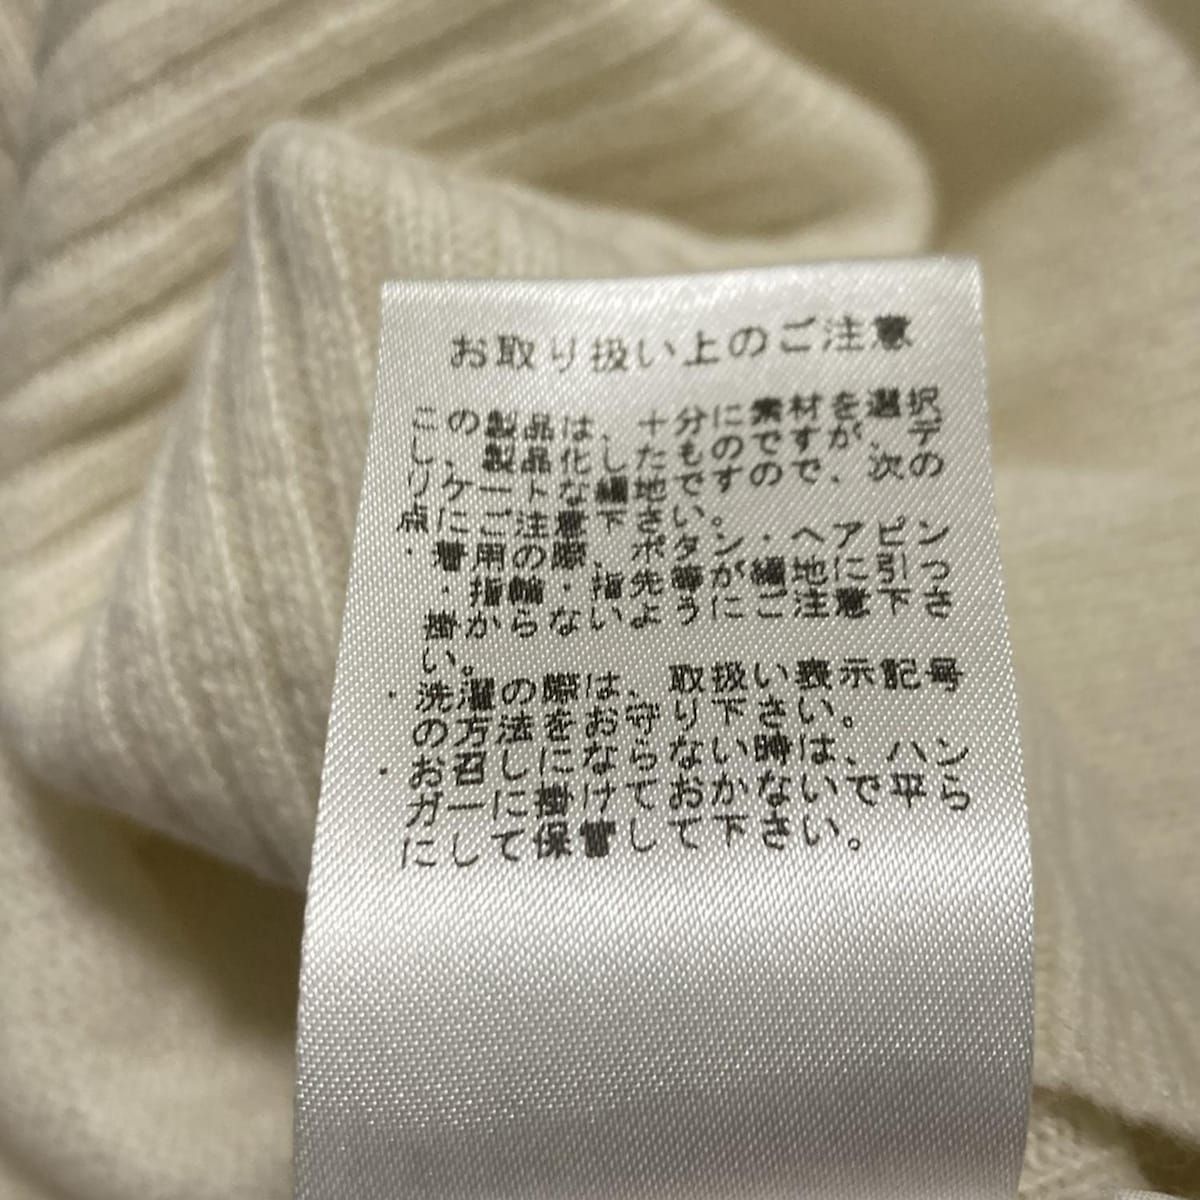 お取り扱い上のご注意
この製品は、十分に素材を選択
し、製品化したものですが、デ
リケートな編地ですので、次の
点にご注意下さい。
・着用の際、ボタン・ヘアピン
・指輪・指先等が編地に引っ
掛からないようにご注意下さ
い。
・洗濯の際は、取扱い表示記号
の方法をお守り下さい。
・お召しにならない時は、ハン
ガーに掛けておかないで平ら
にして保管して下さい。